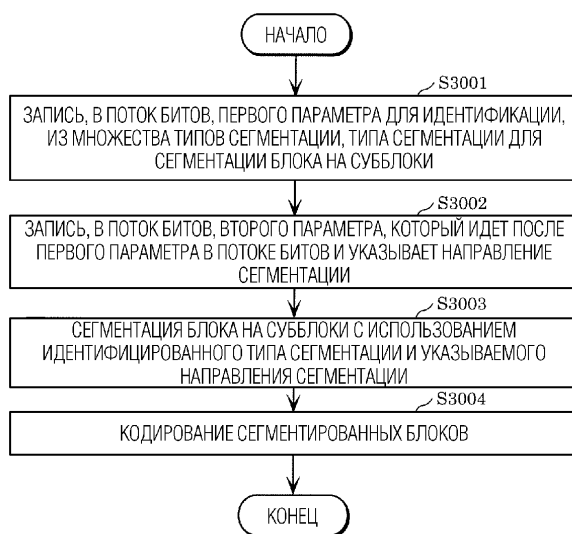 НАЧАЛО
S3001
ЗАПИСЬ, В ПОТОК БИТОВ, ПЕРВОГО ПАРАМЕТРА ДЛЯ ИДЕНТИФИКАЦИИ,
ИЗ МНОЖЕСТВА ТИПОВ СЕГМЕНТАЦИИ, ТИПА СЕГМЕНТАЦИИ ДЛЯ
СЕГМЕНТАЦИИ БЛОКА НА СУББЛОКИ
S3002
ЗАПИСЬ, В ПОТОК БИТОВ, ВТОРОГО ПАРАМЕТРА, КОТОРЫЙ ИДЕТ ПОСЛЕ
ПЕРВОГО ПАРАМЕТРА В ПОТОКЕ БИТОВ И УКАЗЫВАЕТ НАПРАВЛЕНИЕ
СЕГМЕНТАЦИИ
S3003
СЕГМЕНТАЦИЯ БЛОКА НА СУББЛОКИ С ИСПОЛЬЗОВАНИЕМ
ИДЕНТИФИЦИРОВАННОГО ТИПА СЕГМЕНТАЦИИ И УКАЗЫВАЕМОГО
НАПРАВЛЕНИЯ СЕГМЕНТАЦИИ
S3004
КОДИРОВАНИЕ СЕГМЕНТИРОВАННЫХ БЛОКОВ
КОНЕЦ